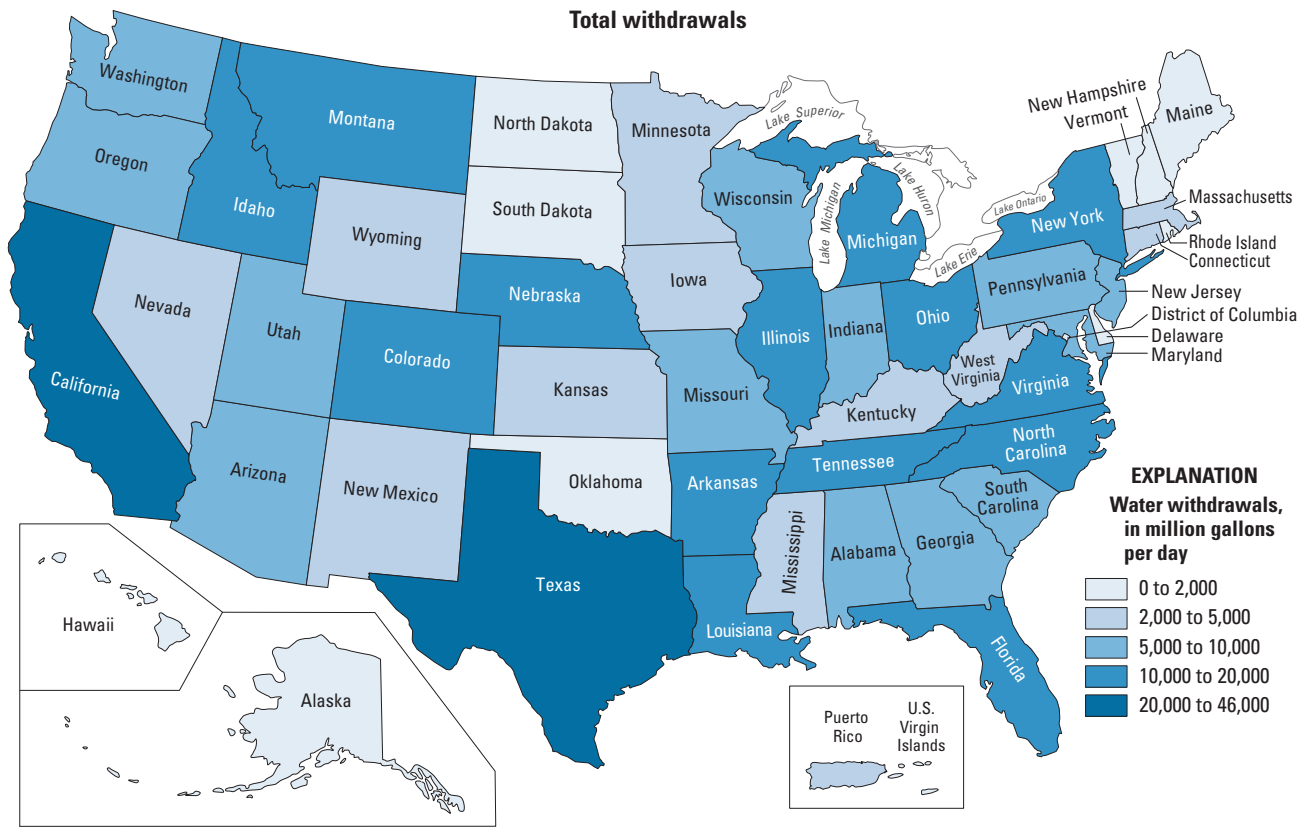 Total withdrawals
Washington
Oregon
California
Nevada
Idaho
Montana
Wyoming
Utah
Colorado
Arizona
New Mexico
North Dakota
South Dakota
Nebraska
Kansas
Oklahoma
Texas
Minnesota
Iowa
Missouri
Arkansas
Louisiana
Wisconsin
Illinois
Michigan
Indiana
Ohio
Kentucky
Tennessee
Mississippi
Alabama
Georgia
Florida
South
Carolina
North
Carolina
Virginia
West
Virginia
Pennsylvania
New York
Lake Superior
Lake Michigan
Lake Huron
Lake Erie
Lake Ontario
New Hampshire
Vermont
Maine
Massachusetts
Rhode Island
Connecticut
New Jersey
District of Columbia
Delaware
Maryland
Hawaii
Alaska
Puerto
Rico
U.S.
Virgin
Islands
EXPLANATION
Water withdrawals,
in million gallons
per day
0 to 2,000
2,000 to 5,000
5,000 to 10,000
10,000 to 20,000
20,000 to 46,000